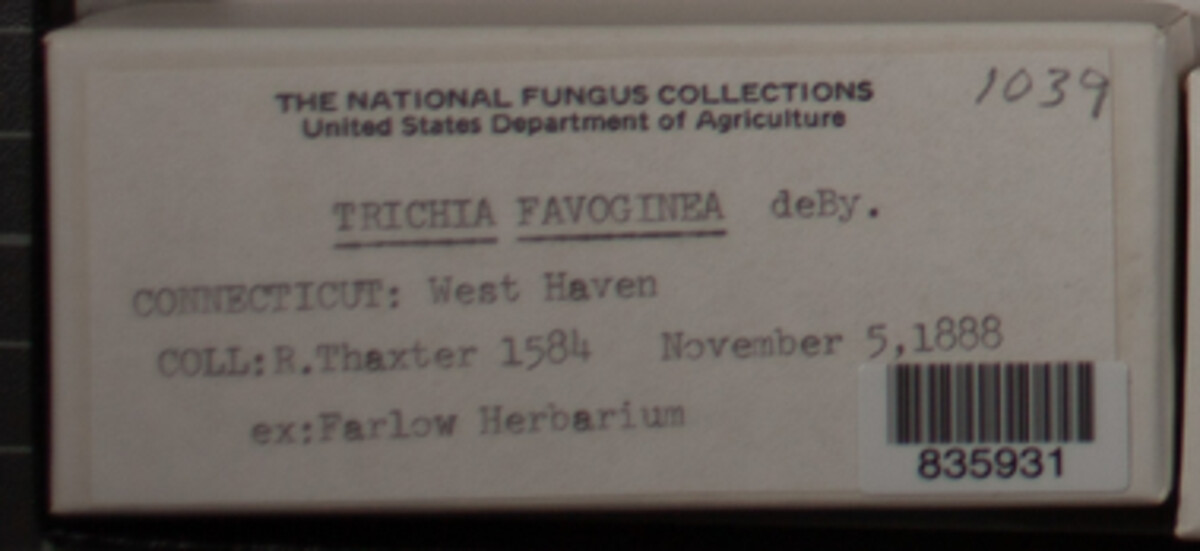 1039
THE NATIONAL FUNGUS COLLECTIONS
United States Department of Agriculture
TRICHIA FAVOGINEA deBy.
CONNECTICUT: West Haven
COLL:R.Thaxter 1584 November 5,1888
ex:Farlow Herbarium
835931